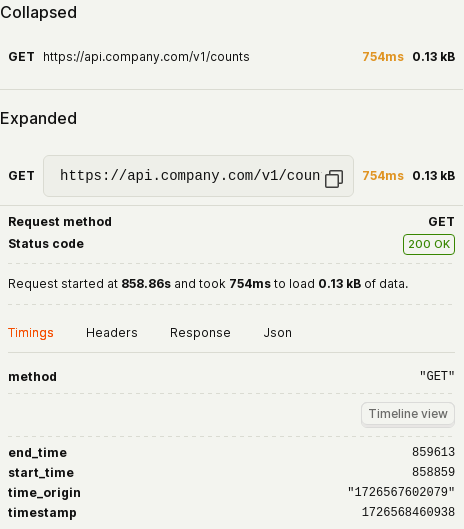 Collapsed
GET https://api.company.com/v1/counts 754ms 0.13 kB
Expanded
GET https://api.company.com/v1/coun 754ms 0.13 kB
Request method GET
Status code 200 OK
Request started at 858.86s and took 754ms to load 0.13 kB of data.
Timings Headers Response Json
method "GET"
Timeline view
end_time 859613
start_time 858859
time_origin "1726567602079"
timestamp 1726568460938